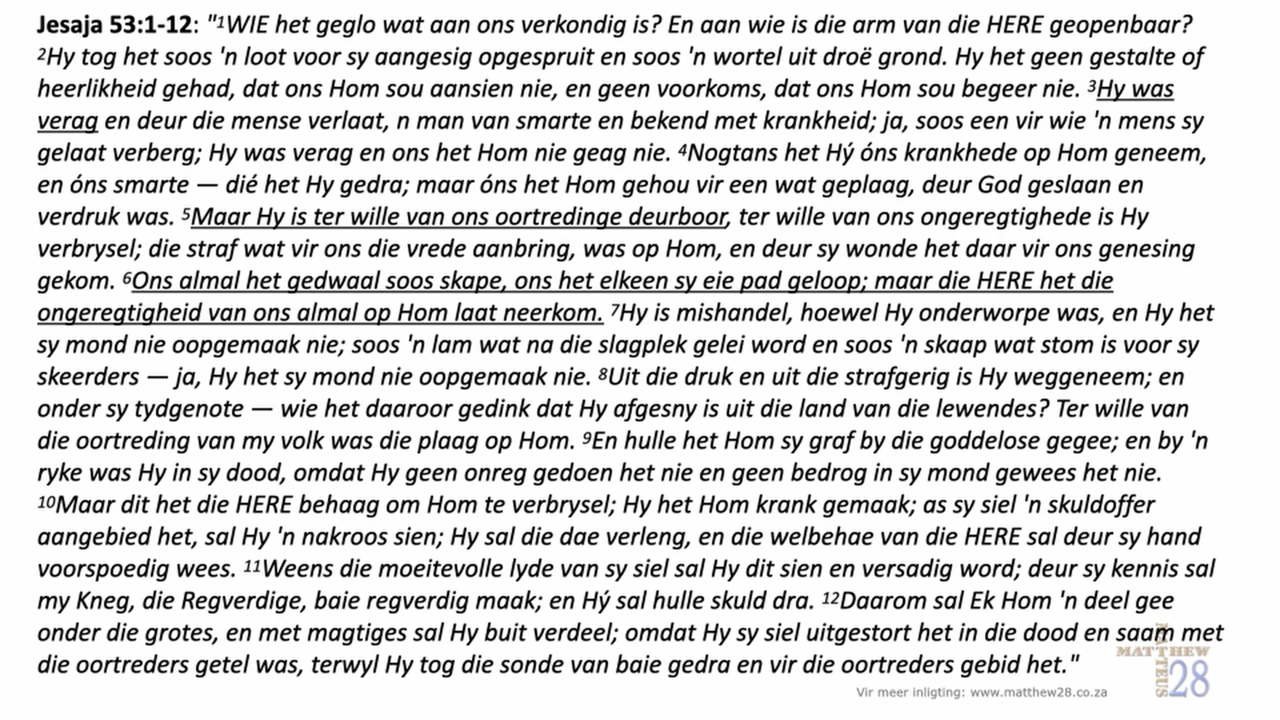 Jesaja 53:1-12: "¹WIE het geglo wat aan ons verkondig is? En aan wie is die arm van die HERE geopenbaar?
²Hy tog het soos 'n loot voor sy aangesig opgespruit en soos 'n wortel uit droë grond. Hy het geen gestalte of
heerlikheid gehad, dat ons Hom sou aansien nie, en geen voorkoms, dat ons Hom sou begeer nie. ³Hy was
verag en deur die mense verlaat, n man van smarte en bekend met krankheid; ja, soos een vir wie 'n mens sy
gelaat verberg; Hy was verag en ons het Hom nie geag nie. ⁴Nogtans het Hý óns krankhede op Hom geneem,
en óns smarte — dié het Hy gedra; maar óns het Hom gehou vir een wat geplaag, deur God geslaan en
verdruk was. ⁵Maar Hy is ter wille van ons oortredinge deurboor, ter wille van ons ongeregtighede is Hy
verbrysel; die straf wat vir ons die vrede aanbring, was op Hom, en deur sy wonde het daar vir ons genesing
gekom. ⁶Ons almal het gedwaal soos skape, ons het elkeen sy eie pad geloop; maar die HERE het die
ongeregtigheid van ons almal op Hom laat neerkom. ⁷Hy is mishandel, hoewel Hy onderworpe was, en Hy het
sy mond nie oopgemaak nie; soos 'n lam wat na die slagplek gelei word en soos 'n skaap wat stom is voor sy
skeerders — ja, Hy het sy mond nie oopgemaak nie. ⁸Uit die druk en uit die strafgerig is Hy weggeneem; en
onder sy tydgenote — wie het daaroor gedink dat Hy afgesny is uit die land van die lewendes? Ter wille van
die oortreding van my volk was die plaag op Hom. ⁹En hulle het Hom sy graf by die goddelose gegee; en by 'n
ryke was Hy in sy dood, omdat Hy geen onreg gedoen het nie en geen bedrog in sy mond gewees het nie.
¹⁰Maar dit het die HERE behaag om Hom te verbrysel; Hy het Hom krank gemaak; as sy siel 'n skuldoffer
aangebied het, sal Hy 'n nakroos sien; Hy sal die dae verleng, en die welbehae van die HERE sal deur sy hand
voorspoedig wees. ¹¹Weens die moeitevolle lyde van sy siel sal Hy dit sien en versadig word; deur sy kennis sal
my Kneg, die Regverdige, baie regverdig maak; en Hý sal hulle skuld dra. ¹²Daarom sal Ek Hom 'n deel gee
onder die grotes, en met magtiges sal Hy buit verdeel; omdat Hy sy siel uitgestort het in die dood en saam met
die oortreders getel was, terwyl Hy tog die sonde van baie gedra en vir die oortreders gebid het."
MATTHEW
MATTEUS
28
Vir meer inligting: www.matthew28.co.za